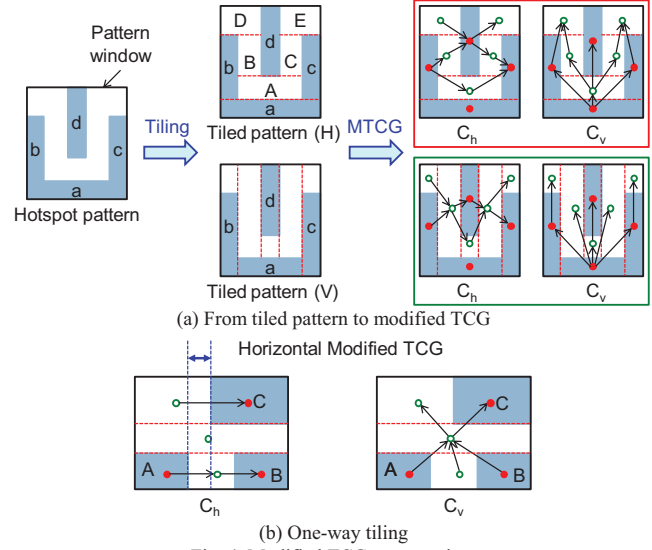 Pattern
window
b
d
c
a
Hotspot pattern
Tiling
D
E
d
b
B
C
c
A
a
Tiled pattern (H)
d
b
c
a
Tiled pattern (V)
MTCG
Ch
Cv
Ch
Cv
(a) From tiled pattern to modified TCG
Horizontal Modified TCG
C
A
B
Ch
C
A
B
Cv
(b) One-way tiling